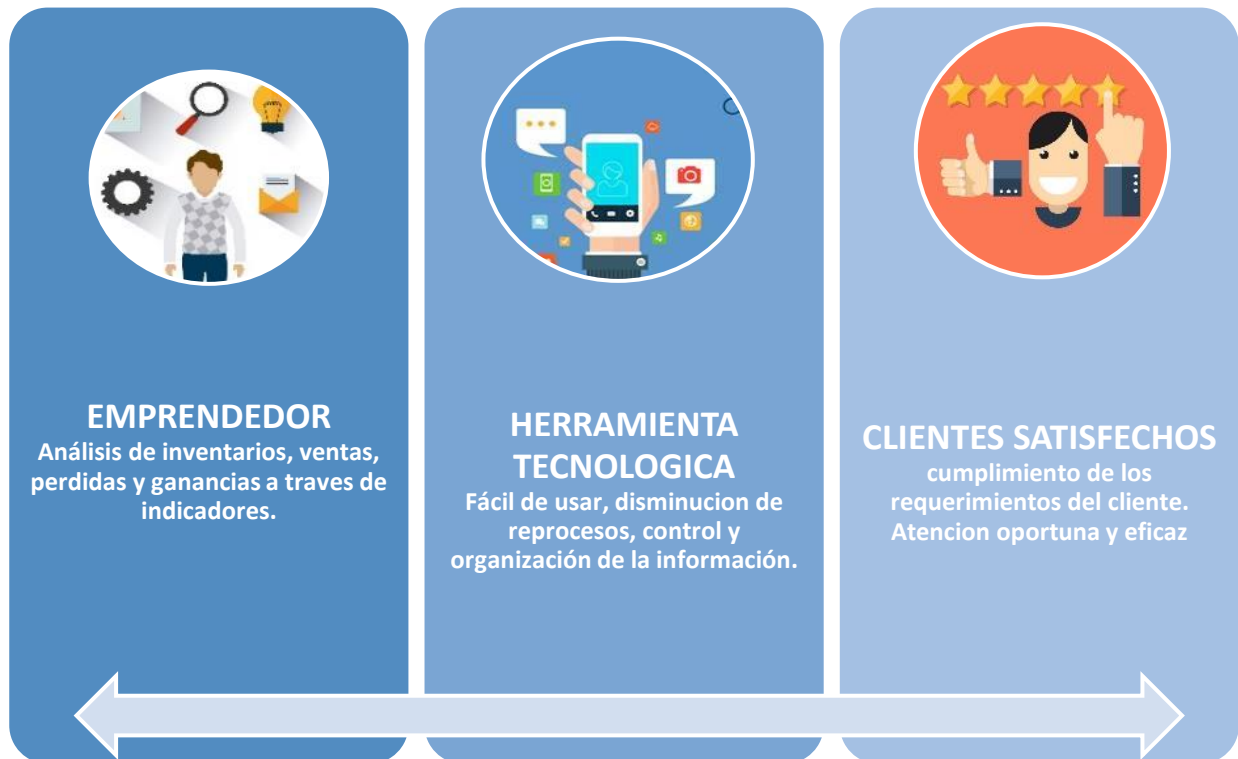 EMPRENDEDOR
Análisis de inventarios, ventas,
perdidas y ganancias a traves de
indicadores.
HERRAMIENTA
TECNOLOGICA
Fácil de usar, disminucion de
reprocesos, control y
organización de la información.
CLIENTES SATISFECHOS
cumplimiento de los
requerimientos del cliente.
Atencion oportuna y eficaz